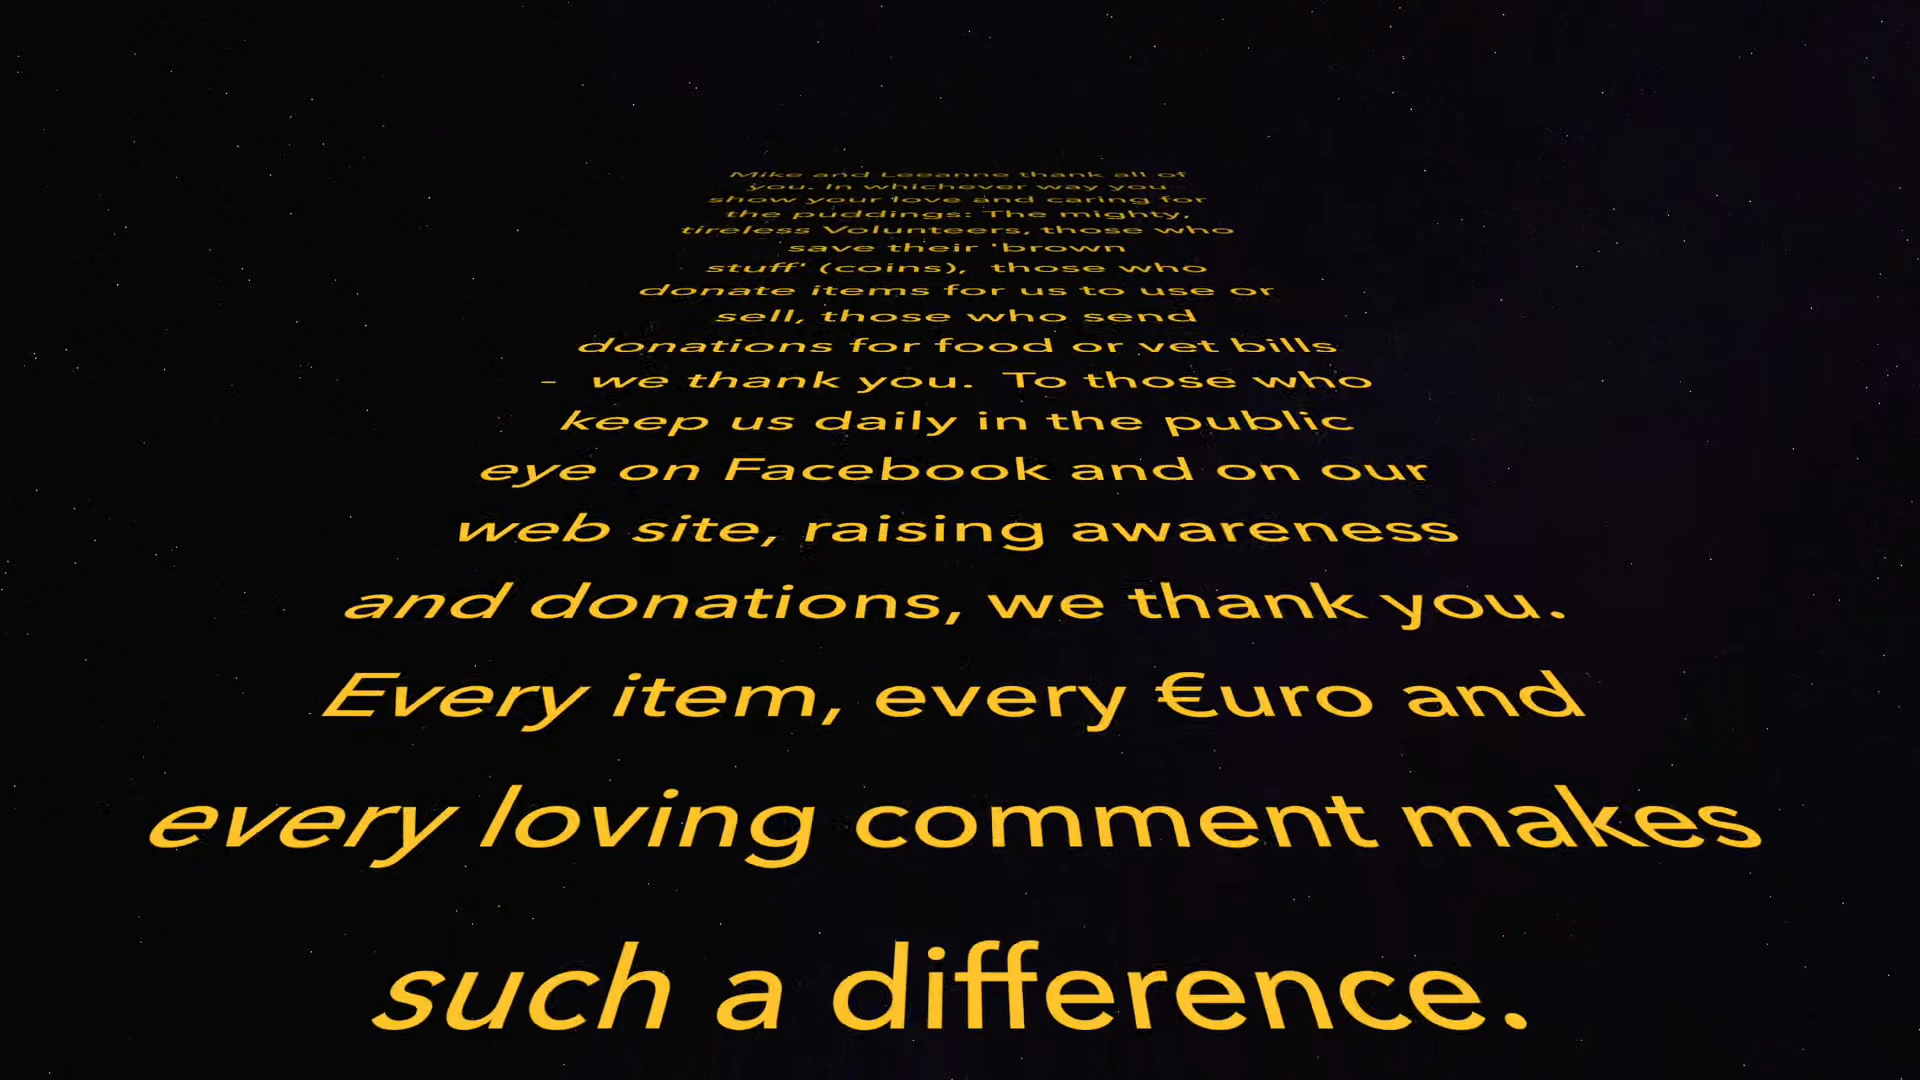 Mike and Leeanne thank all of
you. In whichever way you
show your love and caring for
the puddings: The mighty,
tireless Volunteers, those who
save their 'brown
stuff' (coins),  those who
donate items for us to use or
sell, those who send
donations for food or vet bills
-  we thank you.  To those who
keep us daily in the public
eye on Facebook and on our
web site, raising awareness
and donations, we thank you.
Every item, every €uro and
every loving comment makes
such a difference.